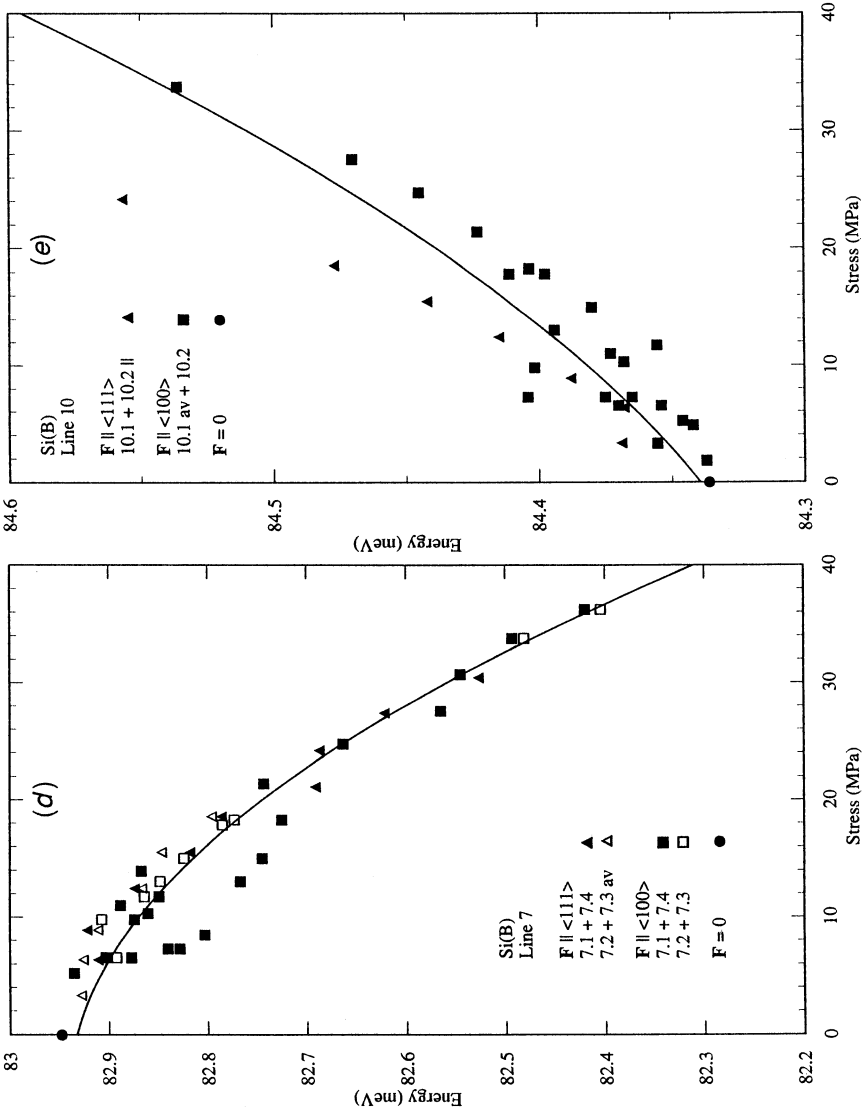 (d)
83
82.9
82.8
82.7
82.6
82.5
82.4
82.3
82.2
Energy (meV)
0
10
20
30
40
Stress (MPa)
Si(B)
Line 7
F || <111>
7.1 + 7.4
7.2 + 7.3 av
F || <100>
7.1 + 7.4
7.2 + 7.3
F = 0
(e)
84.6
84.5
84.4
84.3
Energy (meV)
0
10
20
30
40
Stress (MPa)
Si(B)
Line 10
F || <111>
10.1 + 10.2 ||
F || <100>
10.1 av + 10.2
F = 0